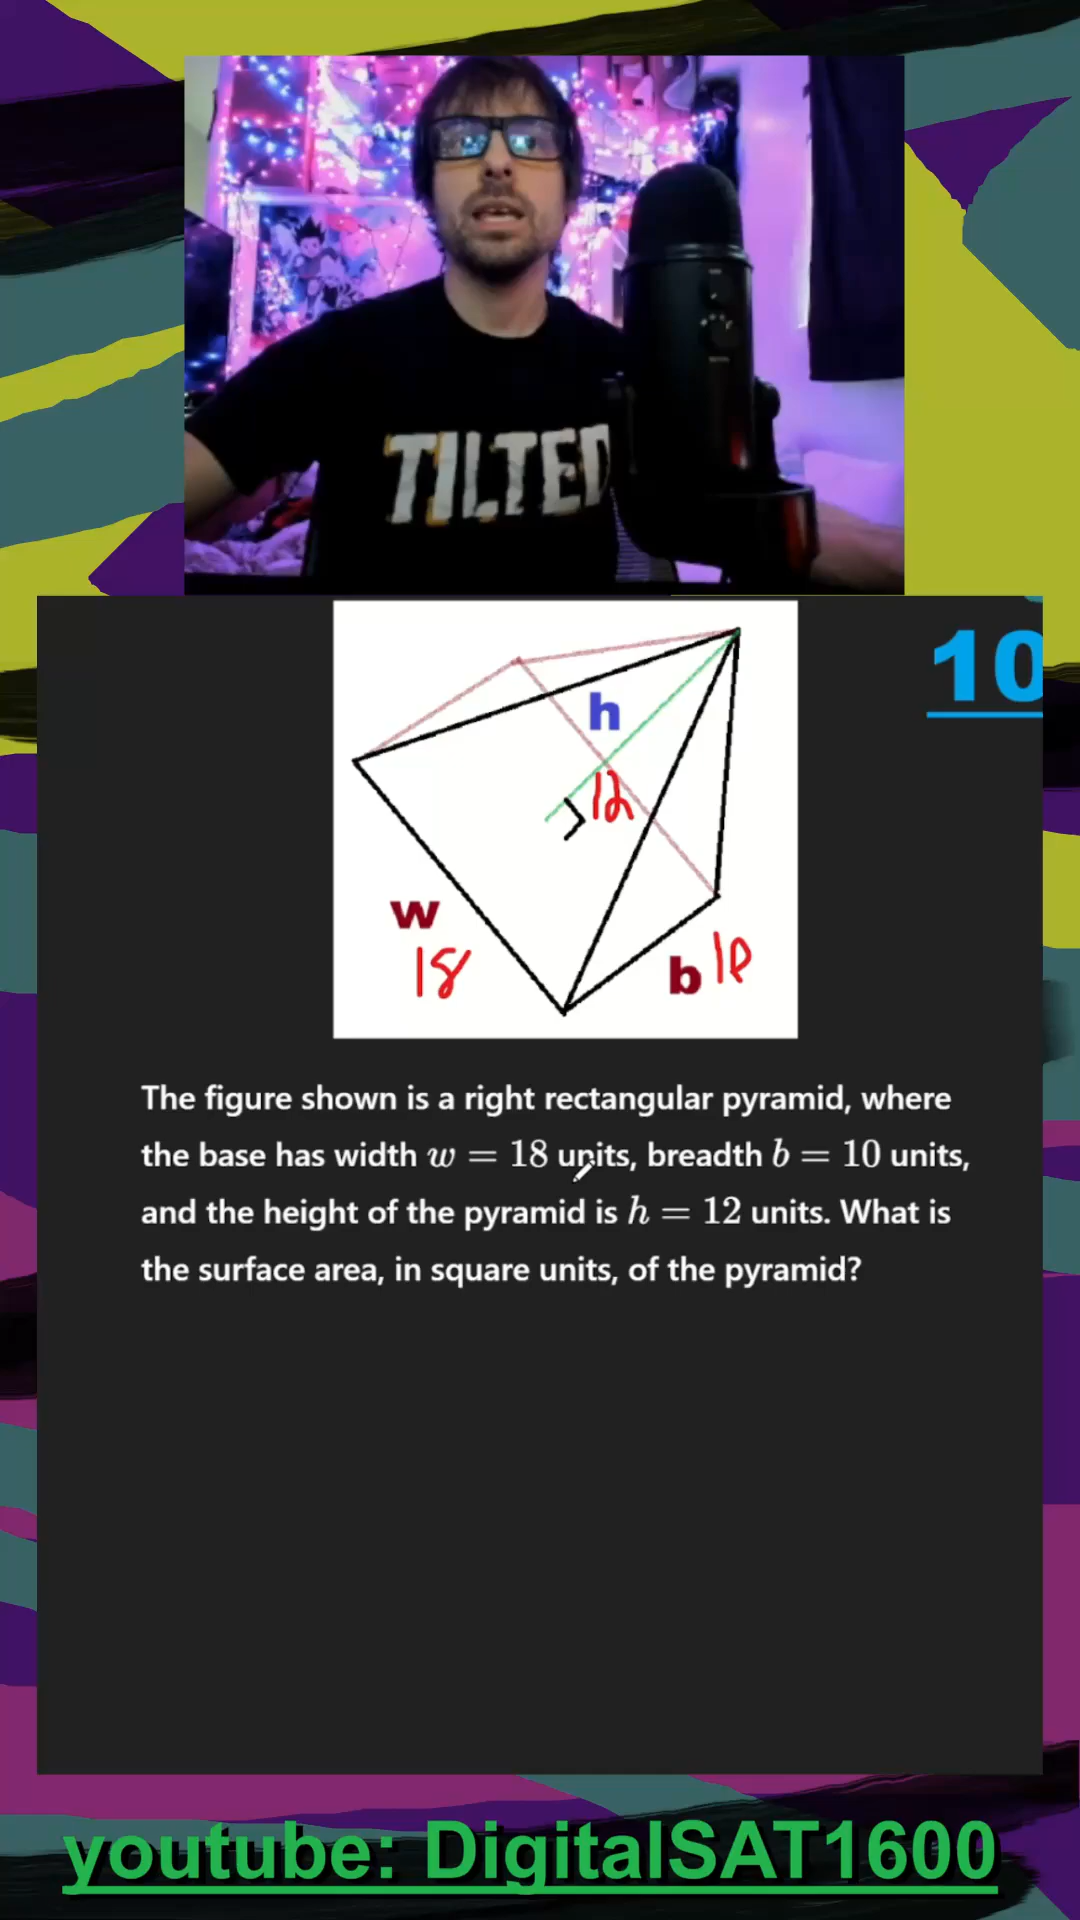 TILTED
10
h
12
w
18
b 10
The figure shown is a right rectangular pyramid, where
the base has width w = 18 units, breadth b = 10 units,
and the height of the pyramid is h = 12 units. What is
the surface area, in square units, of the pyramid?
youtube: DigitalSAT1600